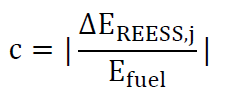 c = | ΔE_REESS,j / E_fuel |